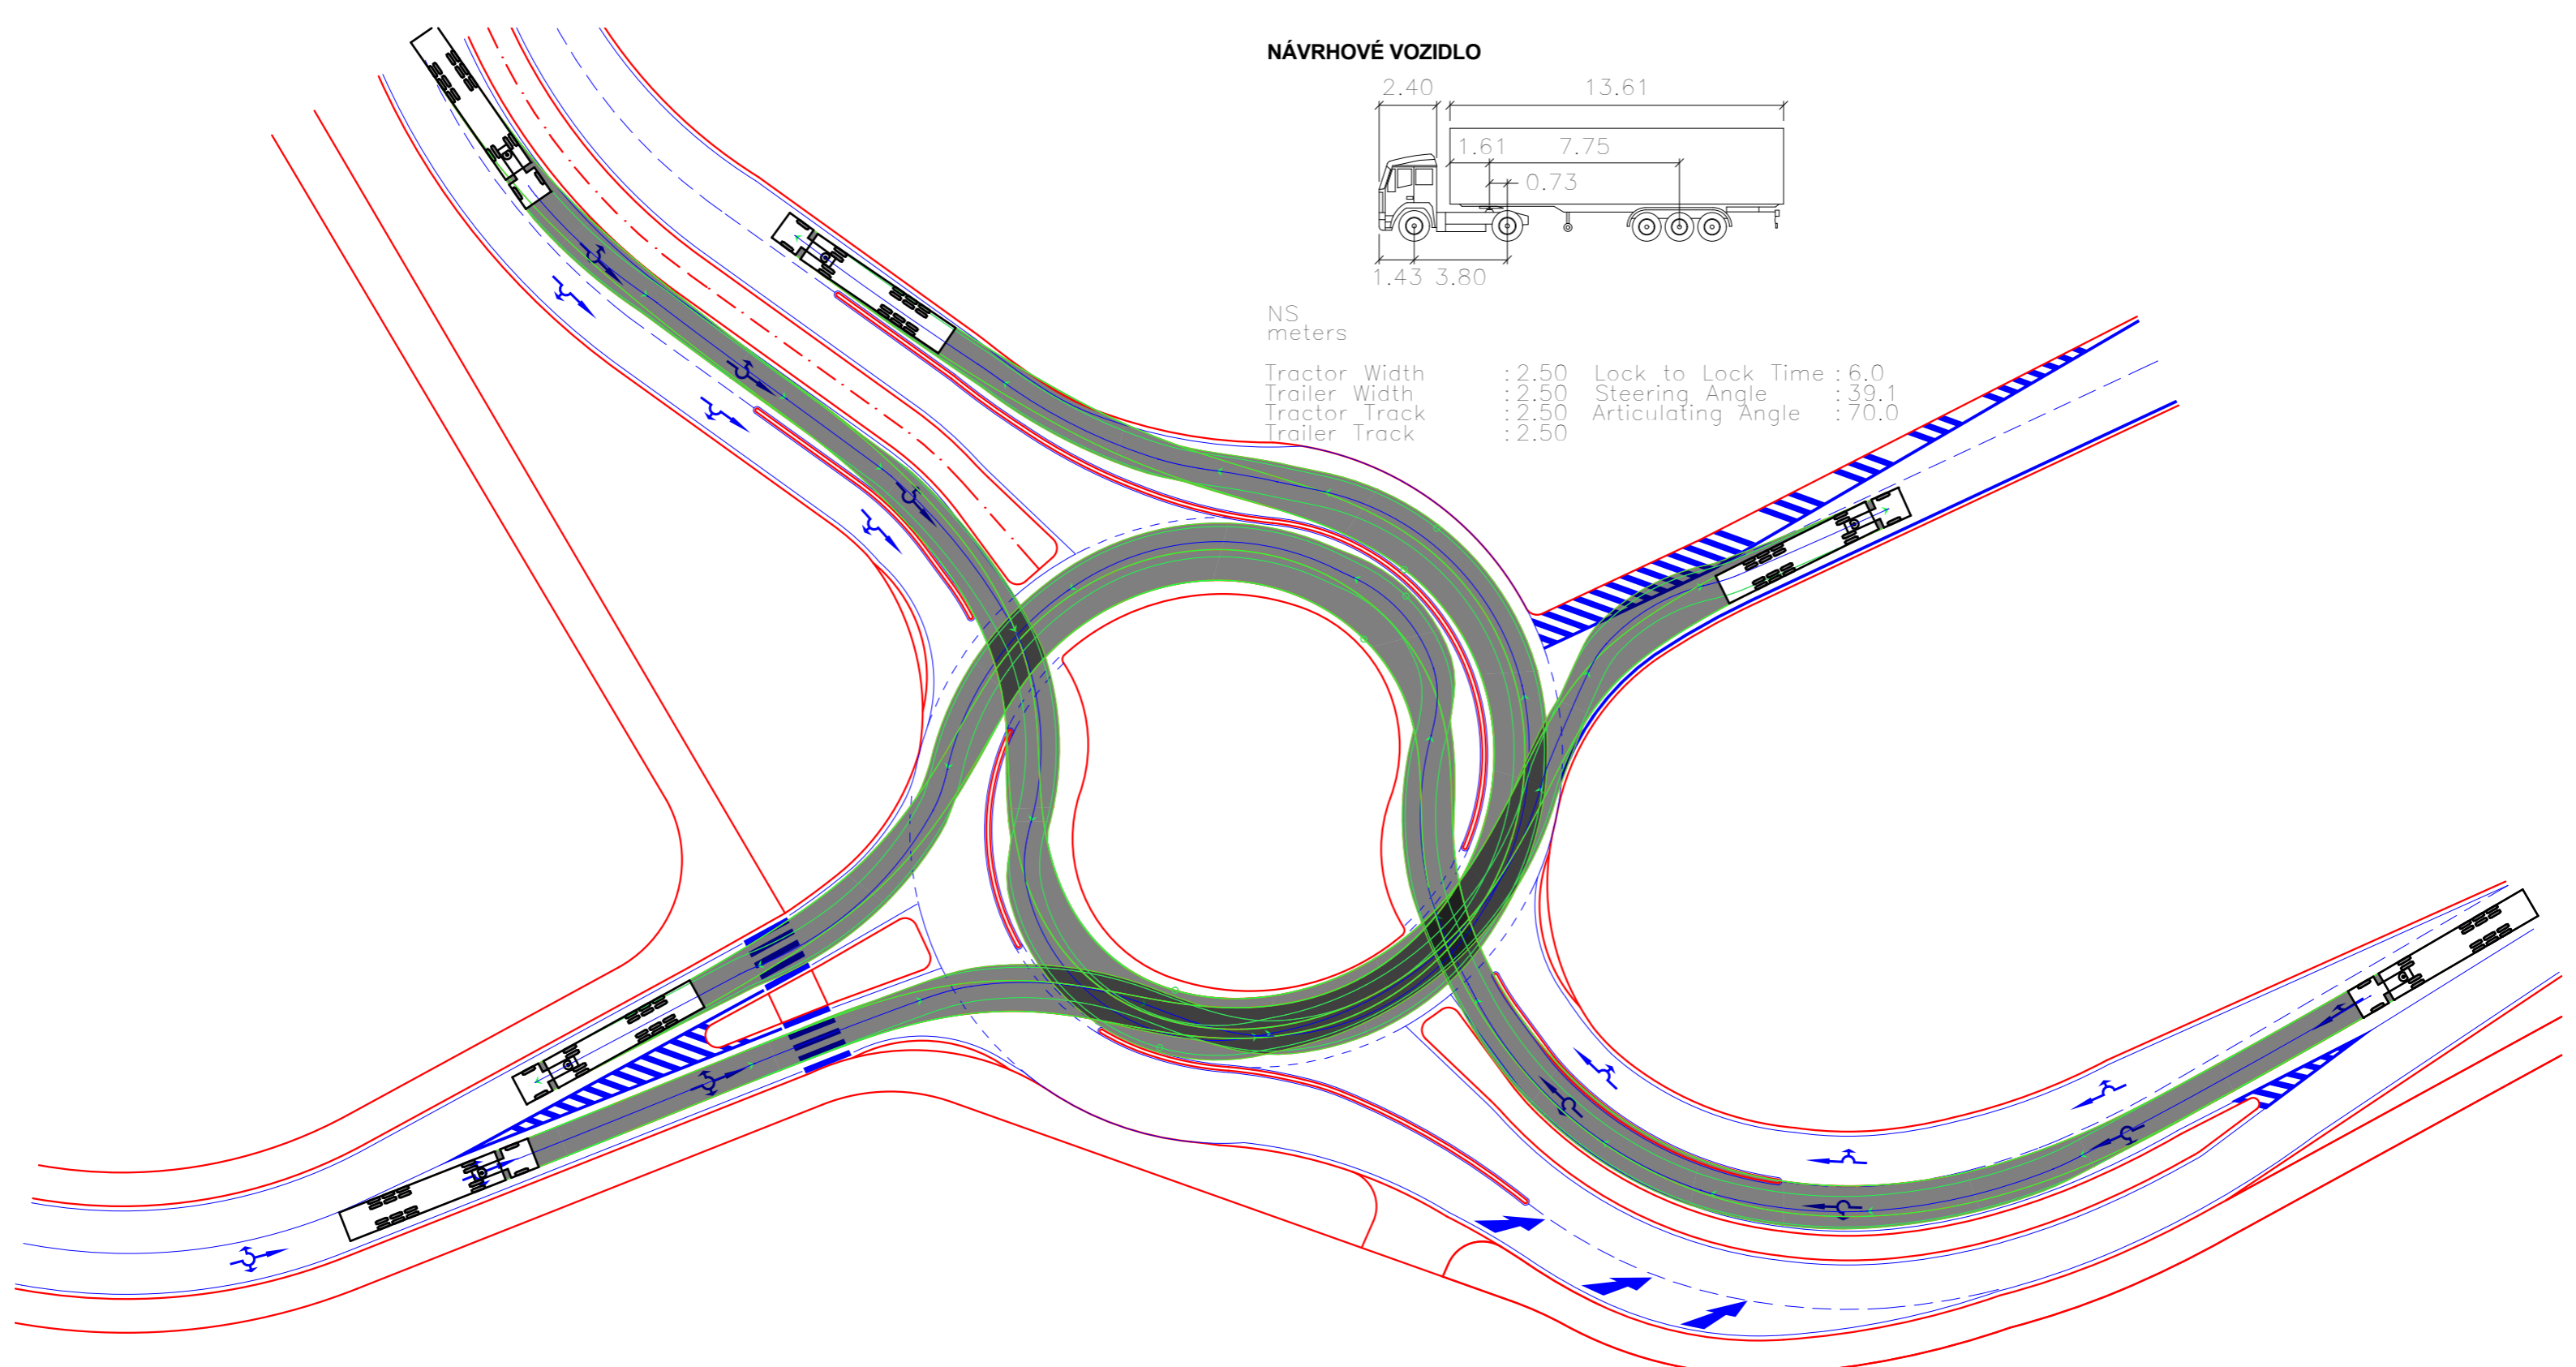 NÁVRHOVÉ VOZIDLO
2.40 13.61
1.61 7.75
0.73
1.43 3.80
NS
meters
Tractor Width : 2.50 Lock to Lock Time : 6.0
Trailer Width : 2.50 Steering Angle : 39.1
Tractor Track : 2.50 Articulating Angle : 70.0
Trailer Track : 2.50